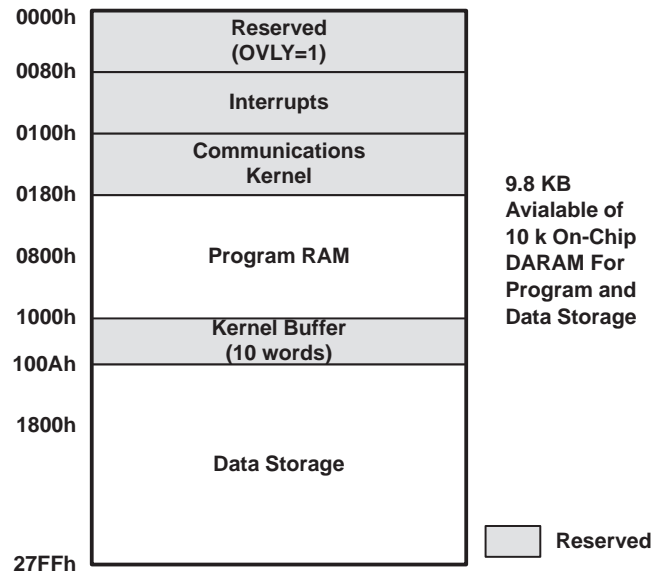 0000h
Reserved
(OVLY=1)
0080h
Interrupts
0100h
Communications
Kernel
0180h
0800h
Program RAM
1000h
Kernel Buffer
(10 words)
100Ah
1800h
Data Storage
27FFh
9.8 KB
Avialable of
10 k On-Chip
DARAM For
Program and
Data Storage
Reserved